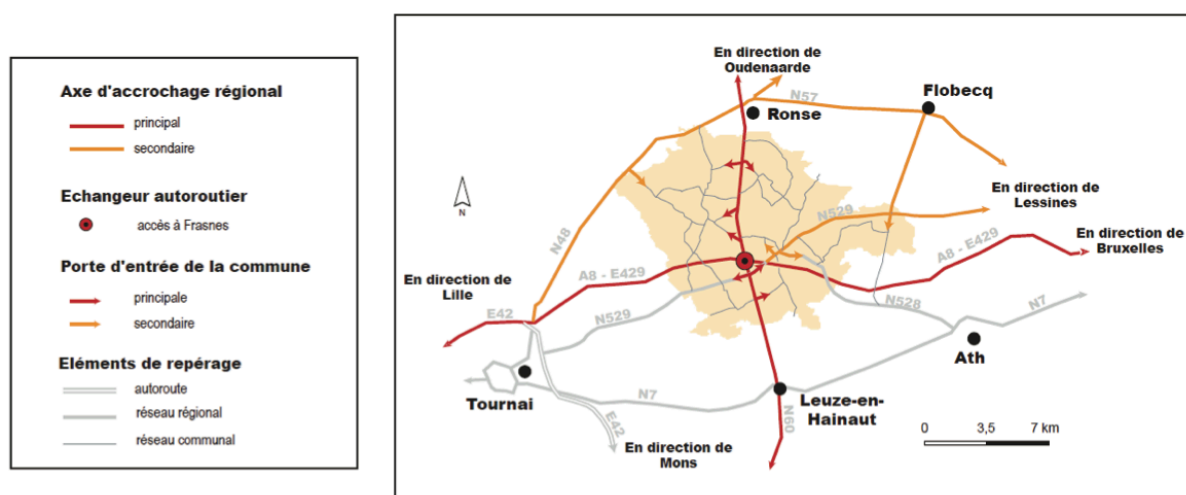 Axe d'accrochage régional
principal
secondaire
Echangeur autoroutier
accés à Frasnes
Porte d'entrée de la commune
principale
secondaire
Eléments de repérage
autoroute
réseau régional
réseau communal
En direction de
Oudenaarde
N57
Flobecq
Ronse
N
En direction de
Lessines
N529
En direction de
Bruxelles
N48
A8 - E429
A8 - E429
En direction de
Lille
E42
N529
N528
N7
Ath
Tournai
N7
Leuze-en-
Hainaut
E42
N60
En direction de
Mons
0 3,5 7 km